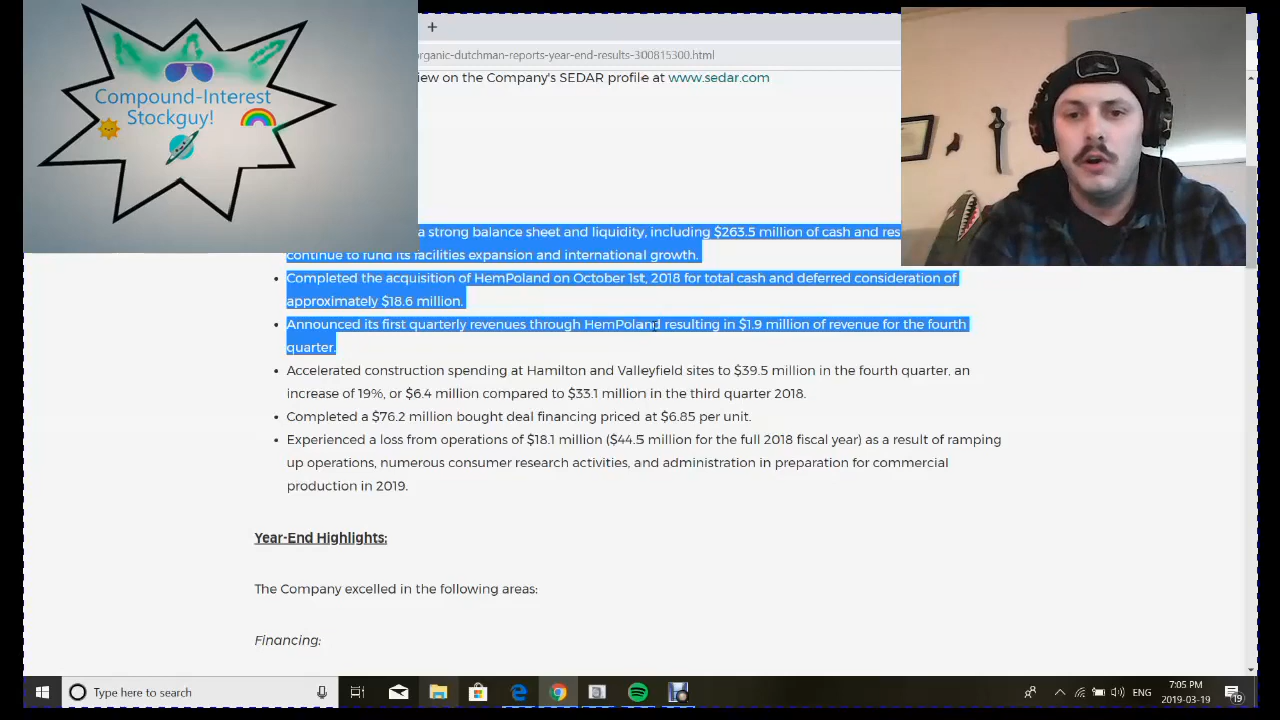 Compound-Interest
Stockguy!
organic-dutchman-reports-year-end-results-300815300.html
iew on the Company's SEDAR profile at www.sedar.com
a strong balance sheet and liquidity, including $263.5 million of cash and res
continue to fund its facilities expansion and international growth.
• Completed the acquisition of HemPoland on October 1st, 2018 for total cash and deferred consideration of
approximately $18.6 million.
• Announced its first quarterly revenues through HemPoland resulting in $1.9 million of revenue for the fourth
quarter.
• Accelerated construction spending at Hamilton and Valleyfield sites to $39.5 million in the fourth quarter, an
increase of 19%, or $6.4 million compared to $33.1 million in the third quarter 2018.
• Completed a $76.2 million bought deal financing priced at $6.85 per unit.
• Experienced a loss from operations of $18.1 million ($44.5 million for the full 2018 fiscal year) as a result of ramping
up operations, numerous consumer research activities, and administration in preparation for commercial
production in 2019.
Year-End Highlights:
The Company excelled in the following areas:
Financing:
Type here to search
ENG
7:05 PM
2019-03-19
19